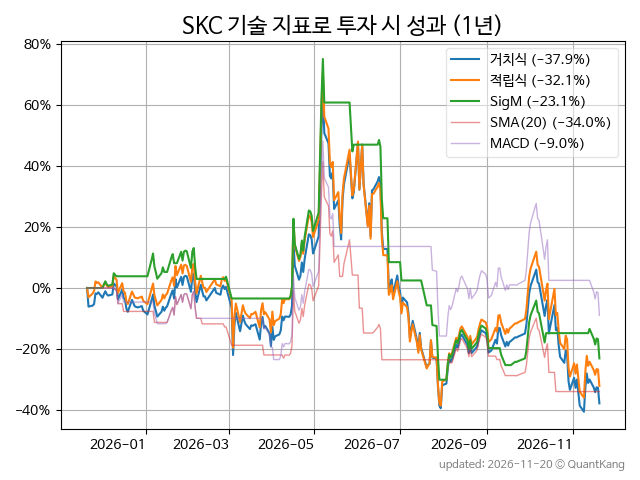 SKC 기술 지표로 투자 시 성과 (1년)
80%
60%
40%
20%
0%
−20%
−40%
거치식 (−37.9%)
적립식 (−32.1%)
SigM (−23.1%)
SMA(20) (−34.0%)
MACD (−9.0%)
2026-01 2026-03 2026-05 2026-07 2026-09 2026-11
updated: 2026-11-20 © QuantKang